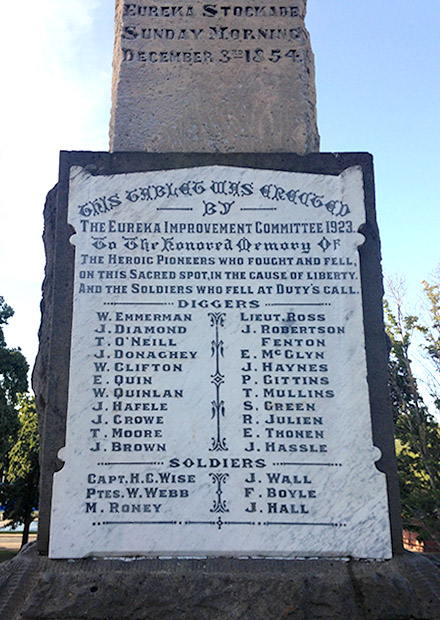 EUREKA STOCKADE
SUNDAY MORNING
DECEMBER 3RD 1854.
THIS TABLET WAS ERECTED
BY
THE EUREKA IMPROVEMENT COMMITTEE 1923.
To The Honored Memory Of
THE HEROIC PIONEERS WHO FOUGHT AND FELL,
ON THIS SACRED SPOT, IN THE CAUSE OF LIBERTY.
AND THE SOLDIERS WHO FELL AT DUTY'S CALL.
DIGGERS
W. EMMERMAN
J. DIAMOND
T. O'NEILL
J. DONAGHEY
W. CLIFTON
E. QUIN
W. QUINLAN
J. HAFELE
J. CROWE
T. MOORE
J. BROWN
LIEUT. ROSS
J. ROBERTSON
FENTON
E. MCGLYN
J. HAYNES
P. GITTINS
T. MULLINS
S. GREEN
R. JULIEN
E. THONEN
J. HASSLE
SOLDIERS
CAPT. H.C. WISE
PTES. W. WEBB
M. RONEY
J. WALL
F. BOYLE
J. HALL